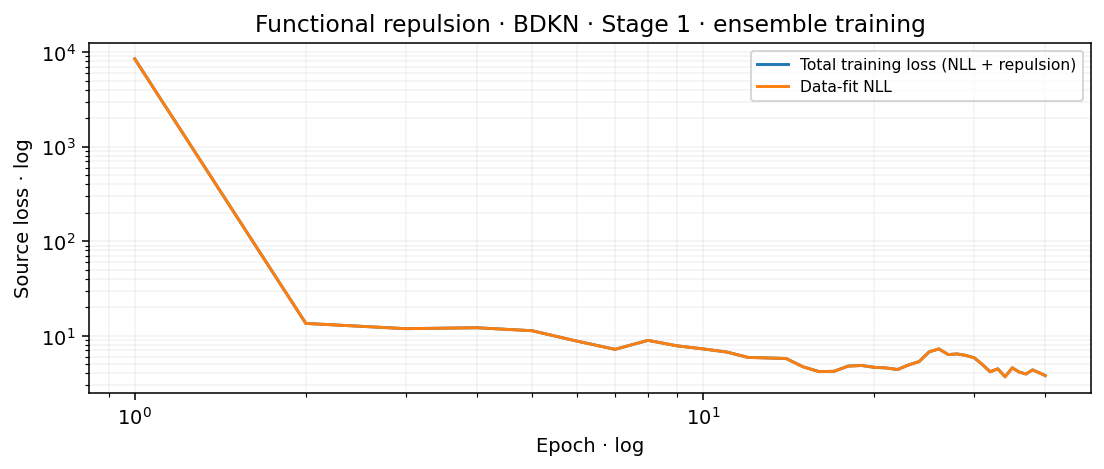 Functional repulsion · BDKN · Stage 1 · ensemble training
Total training loss (NLL + repulsion)
Data-fit NLL
Source loss · log
10⁴
10³
10²
10¹
10⁰
10¹
Epoch · log